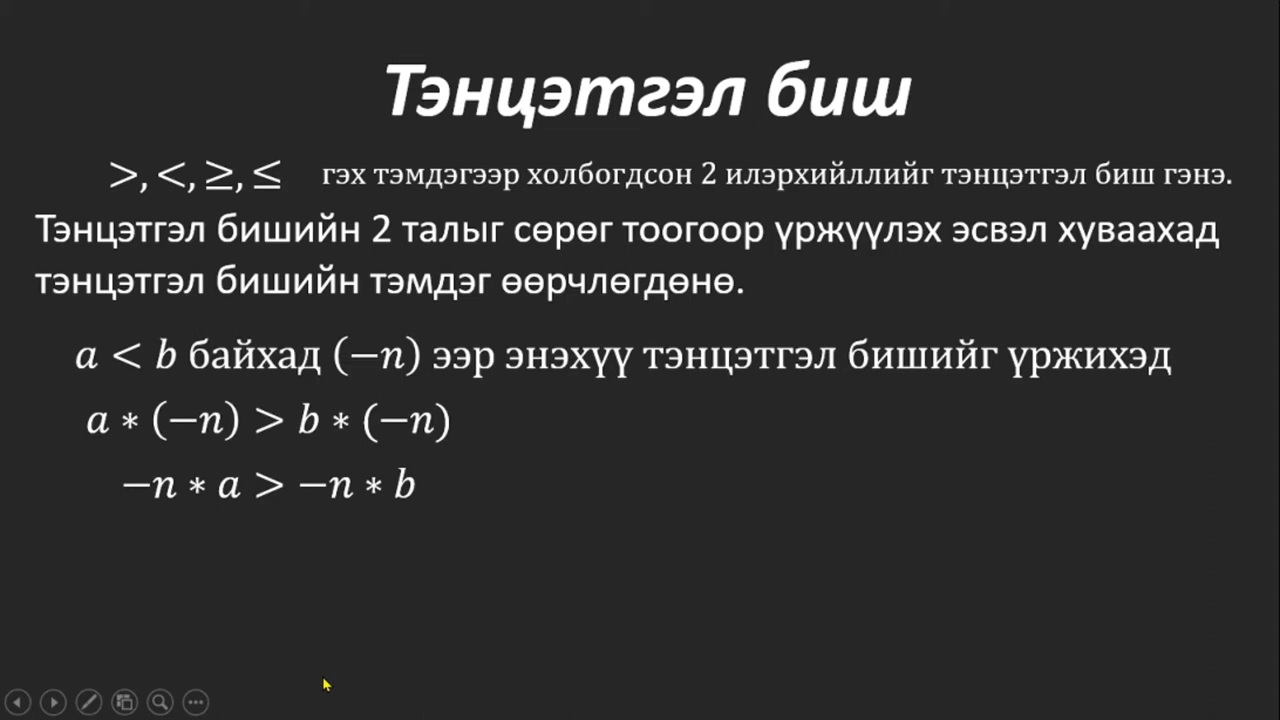 Тэнцэтгэл биш
>, <, ≥, ≤ гэх тэмдэгээр холбогдсон 2 илэрхийллийг тэнцэтгэл биш гэнэ.
Тэнцэтгэл бишийн 2 талыг сөрөг тоогоор үржүүлэх эсвэл хуваахад
тэнцэтгэл бишийн тэмдэг өөрчлөгдөнө.
a < b байхад (−n) ээр энэхүү тэнцэтгэл бишийг үржихэд
a ∗ (−n) > b ∗ (−n)
−n ∗ a > −n ∗ b